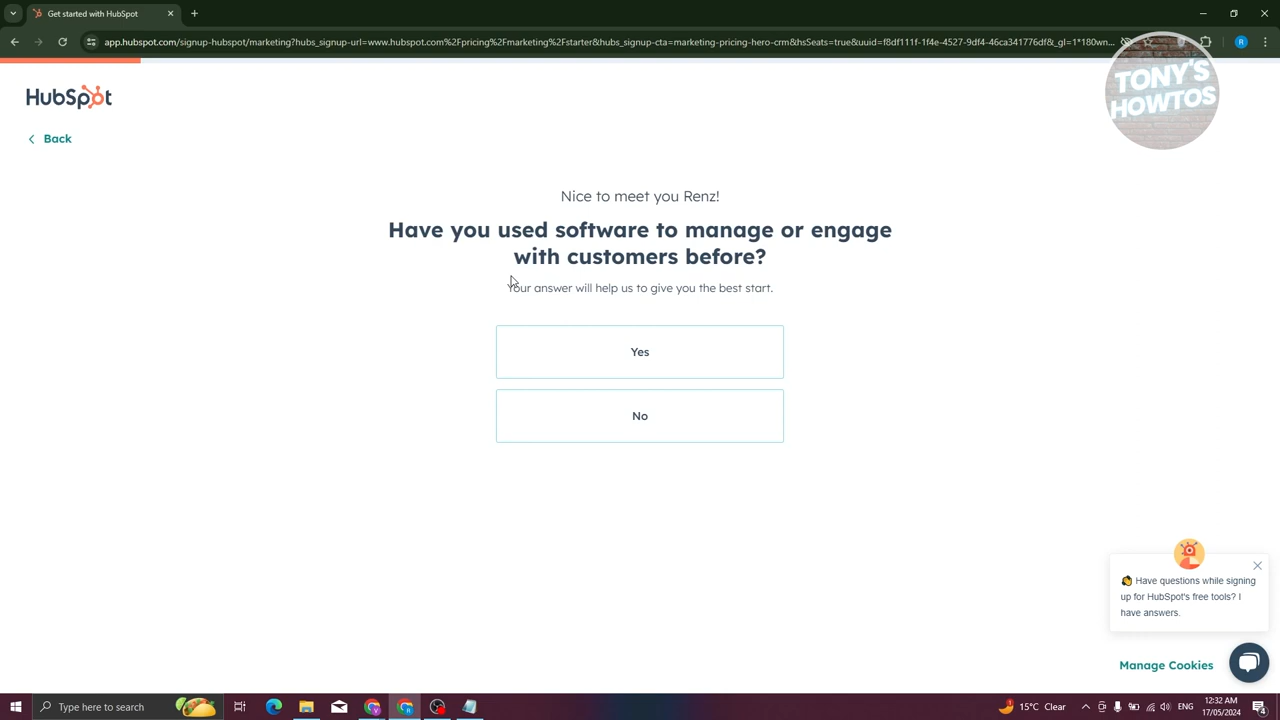 Get started with HubSpot
app.hubspot.com/signup-hubspot/marketing?hubs_signup-url=www.hubspot.com%2Fpricing%2Fmarketing%2Fstarter&hubs_signup-cta=marketing-pricing-hero-crm&hsSeats=true&uuid=f8df111f-1f4e-4527-9df4-46ca341776df&_gl=1*180wn...
R
TONY'S
HOWTOS
HubSpot
Back
Nice to meet you Renz!
Have you used software to manage or engage
with customers before?
Your answer will help us to give you the best start.
Yes
No
👋 Have questions while signing
up for HubSpot's free tools? I
have answers.
Manage Cookies
Type here to search
15°C Clear
ENG
12:32 AM
17/05/2024
4